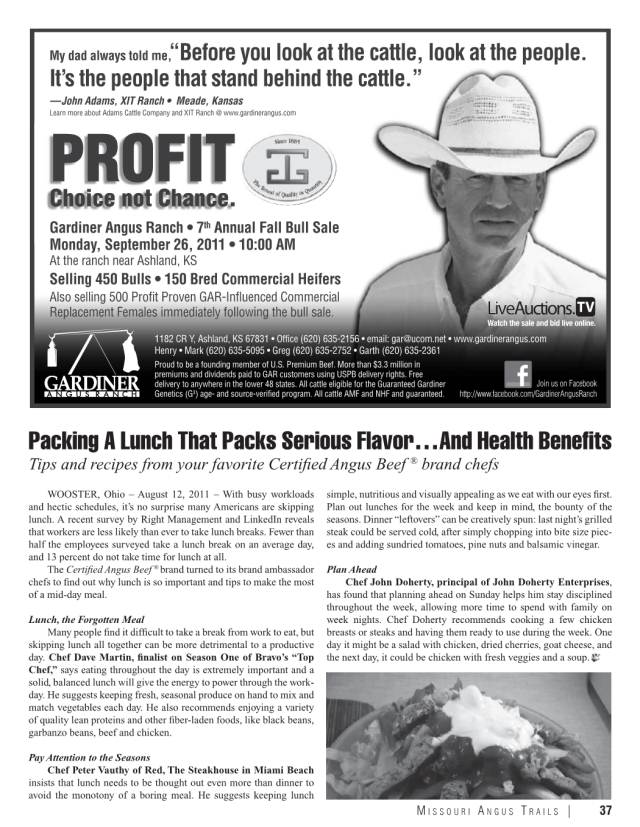 My dad always told me, “Before you look at the cattle, look at the people.
It’s the people that stand behind the cattle.”
—John Adams, XIT Ranch • Meade, Kansas
Learn more about Adams Cattle Company and XIT Ranch @ www.gardinerangus.com
PROFIT
Choice not Chance.
Since 1885
The Brand of Quality in Quantity
Gardiner Angus Ranch • 7th Annual Fall Bull Sale
Monday, September 26, 2011 • 10:00 AM
At the ranch near Ashland, KS
Selling 450 Bulls • 150 Bred Commercial Heifers
Also selling 500 Profit Proven GAR-Influenced Commercial
Replacement Females immediately following the bull sale.
LiveAuctions.TV
Watch the sale and bid live online.
GARDINER
ANGUS RANCH
1182 CR Y, Ashland, KS 67831 • Office (620) 635-2156 • email: gar@ucom.net • www.gardinerangus.com
Henry • Mark (620) 635-5095 • Greg (620) 635-2752 • Garth (620) 635-2361
Proud to be a founding member of U.S. Premium Beef. More than $3.3 million in
premiums and dividends paid to GAR customers using USPB delivery rights. Free
delivery to anywhere in the lower 48 states. All cattle eligible for the Guaranteed Gardiner
Genetics (G³) age- and source-verified program. All cattle AMF and NHF and guaranteed.
f
Join us on Facebook
http://www.facebook.com/GardinerAngusRanch
Packing A Lunch That Packs Serious Flavor…And Health Benefits
Tips and recipes from your favorite Certified Angus Beef ® brand chefs
WOOSTER, Ohio – August 12, 2011 – With busy workloads
and hectic schedules, it’s no surprise many Americans are skipping
lunch. A recent survey by Right Management and LinkedIn reveals
that workers are less likely than ever to take lunch breaks. Fewer than
half the employees surveyed take a lunch break on an average day,
and 13 percent do not take time for lunch at all.
The Certified Angus Beef ® brand turned to its brand ambassador
chefs to find out why lunch is so important and tips to make the most
of a mid-day meal.
Lunch, the Forgotten Meal
Many people find it difficult to take a break from work to eat, but
skipping lunch all together can be more detrimental to a productive
day. Chef Dave Martin, finalist on Season One of Bravo’s “Top
Chef,” says eating throughout the day is extremely important and a
solid, balanced lunch will give the energy to power through the work-
day. He suggests keeping fresh, seasonal produce on hand to mix and
match vegetables each day. He also recommends enjoying a variety
of quality lean proteins and other fiber-laden foods, like black beans,
garbanzo beans, beef and chicken.
Pay Attention to the Seasons
Chef Peter Vauthy of Red, The Steakhouse in Miami Beach
insists that lunch needs to be thought out even more than dinner to
avoid the monotony of a boring meal. He suggests keeping lunch
simple, nutritious and visually appealing as we eat with our eyes first.
Plan out lunches for the week and keep in mind, the bounty of the
seasons. Dinner “leftovers” can be creatively spun: last night’s grilled
steak could be served cold, after simply chopping into bite size piec-
es and adding sundried tomatoes, pine nuts and balsamic vinegar.
Plan Ahead
Chef John Doherty, principal of John Doherty Enterprises,
has found that planning ahead on Sunday helps him stay disciplined
throughout the week, allowing more time to spend with family on
week nights. Chef Doherty recommends cooking a few chicken
breasts or steaks and having them ready to use during the week. One
day it might be a salad with chicken, dried cherries, goat cheese, and
the next day, it could be chicken with fresh veggies and a soup.
MISSOURI ANGUS TRAILS | 37